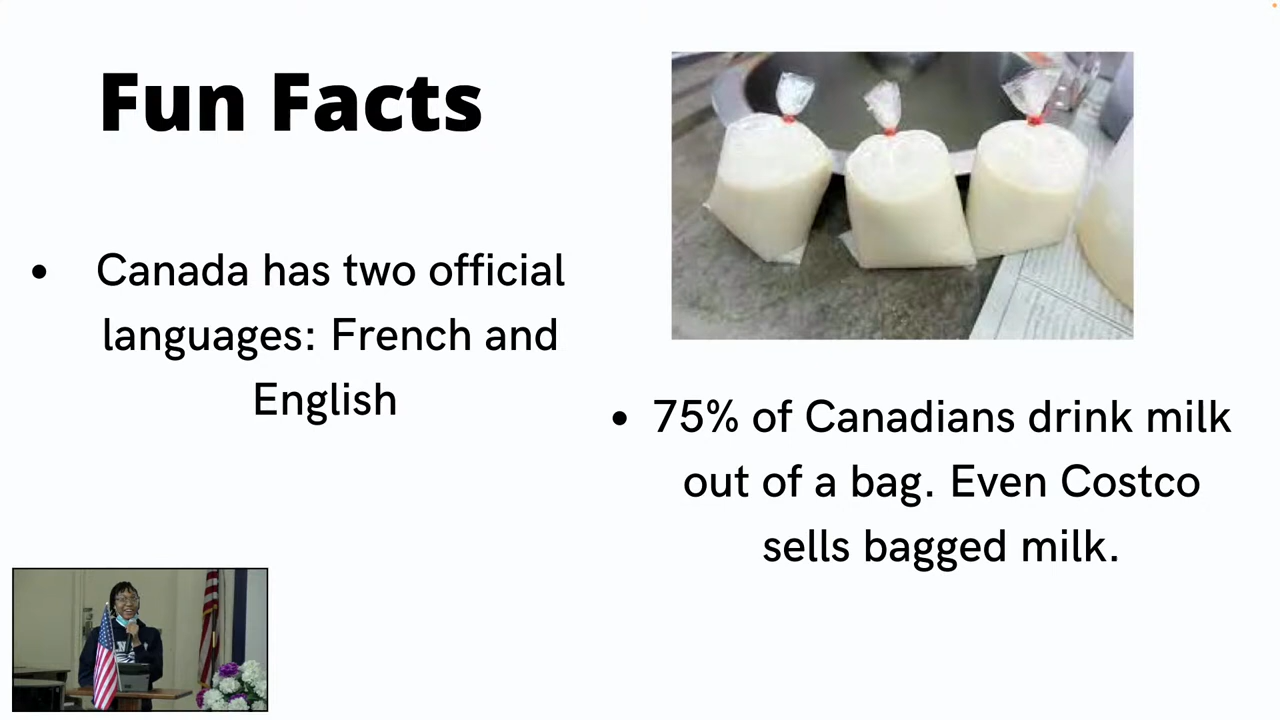 Fun Facts
• Canada has two official
languages: French and
English
• 75% of Canadians drink milk
out of a bag. Even Costco
sells bagged milk.